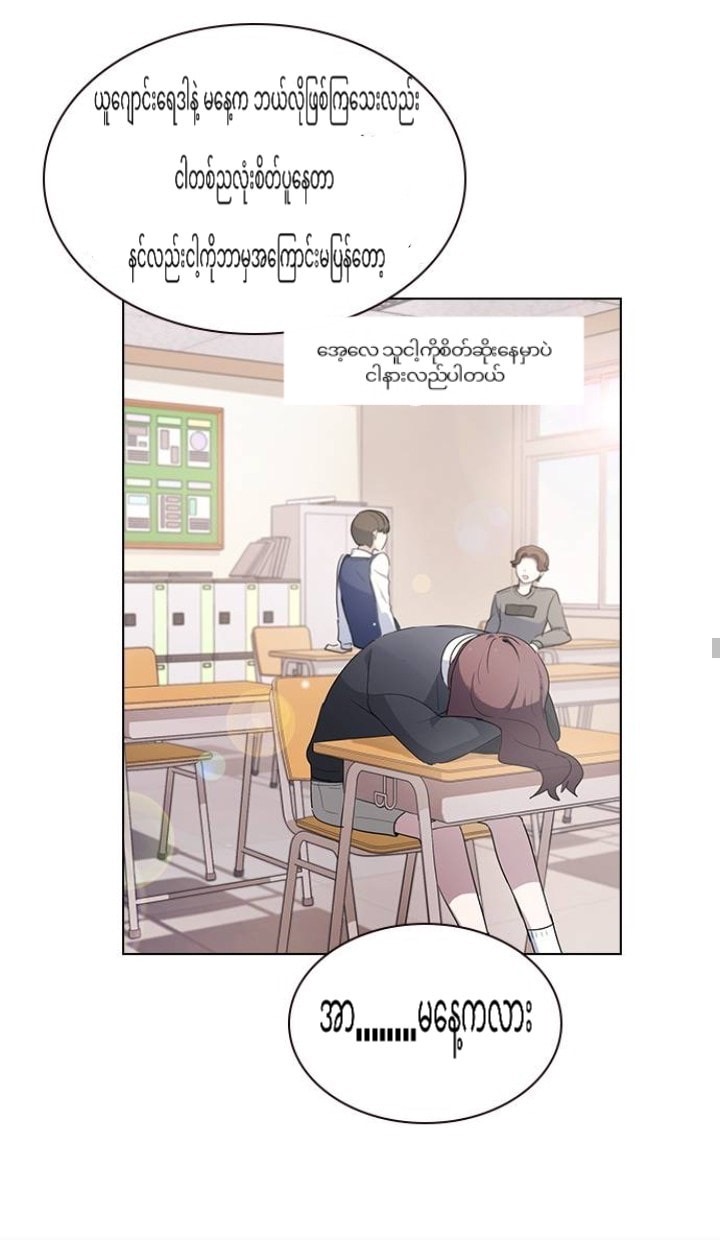 ယူဂျောင်းရေဒါနဲ့ မနေ့က ဘယ်လိုဖြစ်ကြသေးလည်း
ငါတစ်ညလုံးစိတ်ပူနေတာ
နင်လည်းငါ့ကိုဘာမှအကြောင်းမပြန်တော့
အေ့လေ သူငါ့ကိုစိတ်ဆိုးနေမှာပဲ
ငါနားလည်ပါတယ်
အာ........မနေ့ကလား